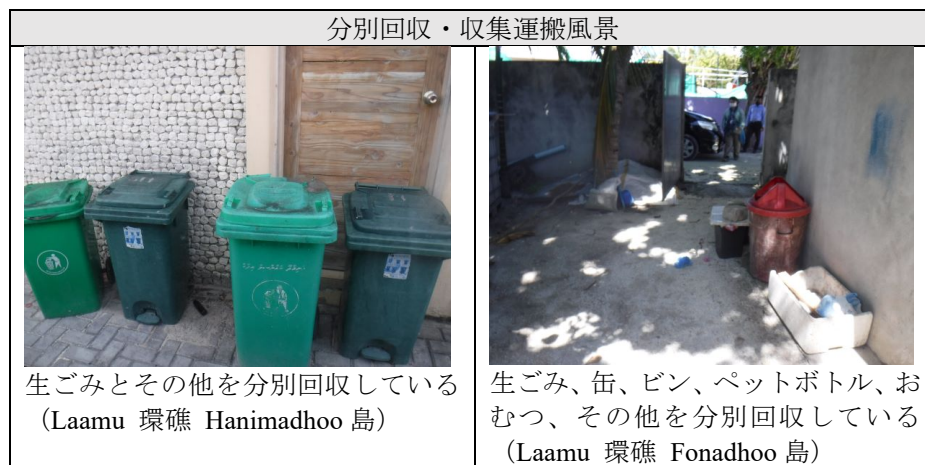 分別回収・収集運搬風景
生ごみとその他を分別回収している
（Laamu 環礁 Hanimadhoo 島）
生ごみ、缶、ビン、ペットボトル、お
むつ、その他を分別回収している
（Laamu 環礁 Fonadhoo 島）